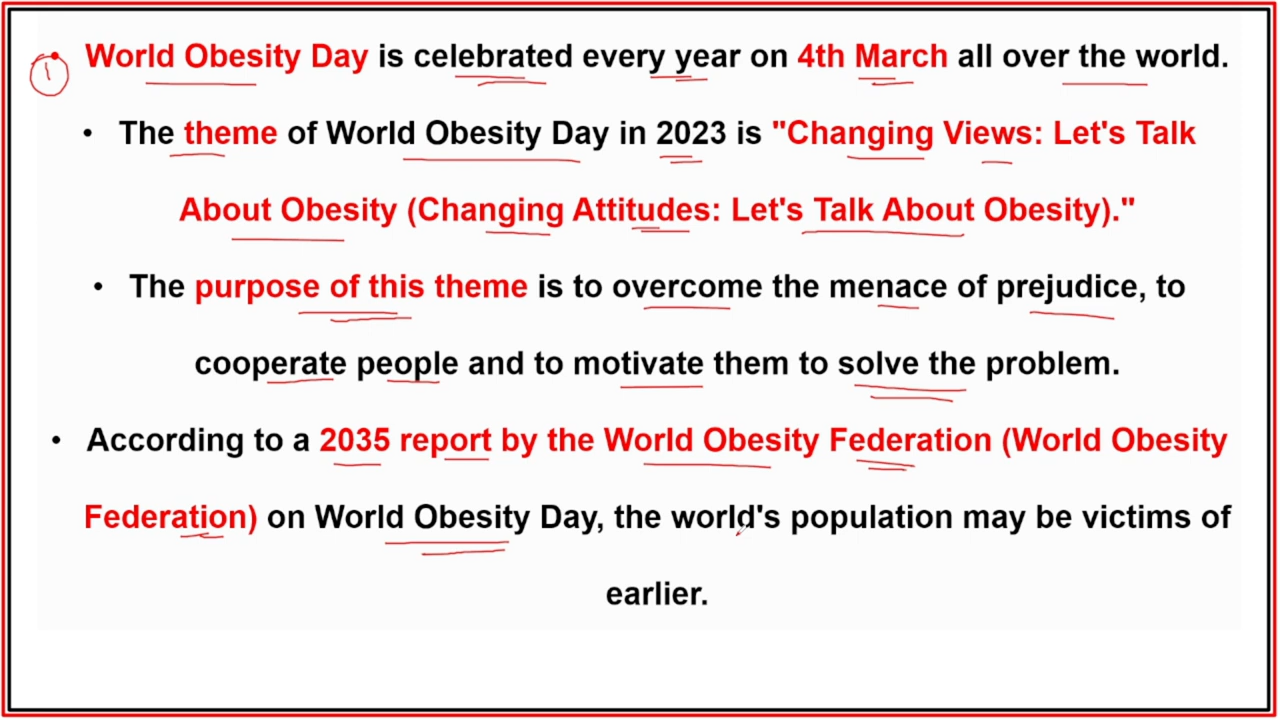 World Obesity Day is celebrated every year on 4th March all over the world.
• The theme of World Obesity Day in 2023 is "Changing Views: Let's Talk
About Obesity (Changing Attitudes: Let's Talk About Obesity)."
• The purpose of this theme is to overcome the menace of prejudice, to
cooperate people and to motivate them to solve the problem.
• According to a 2035 report by the World Obesity Federation (World Obesity
Federation) on World Obesity Day, the world's population may be victims of
earlier.